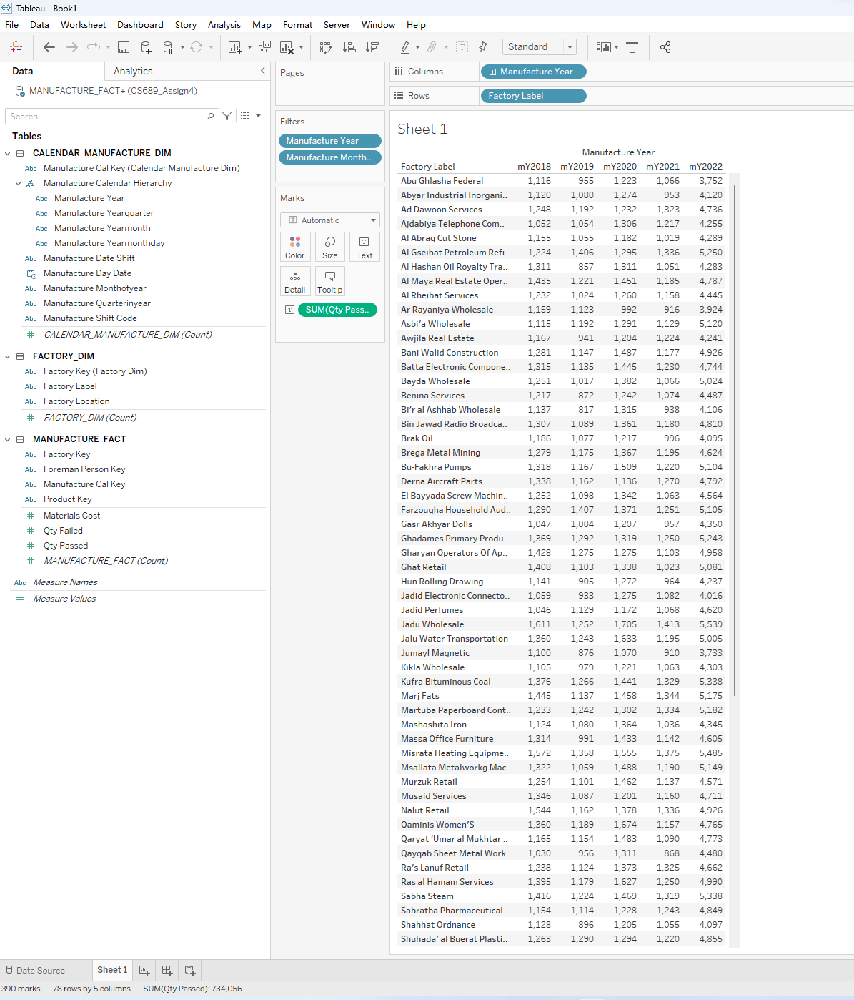 Tableau - Book1
File Data Worksheet Dashboard Story Analysis Map Format Server Window Help
Standard
Data Analytics
MANUFACTURE_FACT+ (CS689_Assign4)
Search
Tables
CALENDAR_MANUFACTURE_DIM
Abc Manufacture Cal Key (Calendar Manufacture Dim)
Manufacture Calendar Hierarchy
Abc Manufacture Year
Abc Manufacture Yearquarter
Abc Manufacture Yearmonth
Abc Manufacture Yearmonthday
Abc Manufacture Date Shift
Manufacture Day Date
Abc Manufacture Monthofyear
Abc Manufacture Quarterinyear
Abc Manufacture Shift Code
# CALENDAR_MANUFACTURE_DIM (Count)
FACTORY_DIM
Abc Factory Key (Factory Dim)
Abc Factory Label
Abc Factory Location
# FACTORY_DIM (Count)
MANUFACTURE_FACT
Abc Factory Key
Abc Foreman Person Key
Abc Manufacture Cal Key
Abc Product Key
# Materials Cost
# Qty Failed
# Qty Passed
# MANUFACTURE_FACT (Count)
Abc Measure Names
# Measure Values
Pages
Filters
Manufacture Year
Manufacture Month..
Marks
T Automatic
Color Size Text
Detail Tooltip
T SUM(Qty Pass..
Columns Manufacture Year
Rows Factory Label
Sheet 1
Manufacture Year
Factory Label mY2018 mY2019 mY2020 mY2021 mY2022
Abu Ghlasha Federal 1,116 955 1,223 1,066 3,752
Abyar Industrial Inorgani.. 1,120 1,080 1,274 953 4,120
Ad Dawoon Services 1,248 1,192 1,232 1,323 4,736
Ajdabiya Telephone Com.. 1,052 1,054 1,306 1,217 4,255
Al Abraq Cut Stone 1,155 1,055 1,182 1,019 4,289
Al Gseibat Petroleum Refi.. 1,224 1,406 1,295 1,336 5,250
Al Hashan Oil Royalty Tra.. 1,311 857 1,311 1,051 4,283
Al Maya Real Estate Oper.. 1,435 1,221 1,451 1,185 4,787
Al Rheibat Services 1,232 1,024 1,260 1,158 4,445
Ar Rayaniya Wholesale 1,159 1,123 992 916 3,924
Asbi'a Wholesale 1,115 1,192 1,291 1,129 5,120
Awjila Real Estate 1,167 941 1,204 1,224 4,241
Bani Walid Construction 1,281 1,147 1,487 1,177 4,926
Batta Electronic Compone.. 1,315 1,135 1,445 1,230 4,744
Bayda Wholesale 1,251 1,017 1,382 1,066 5,024
Benina Services 1,217 872 1,242 1,074 4,487
Bi'r al Ashhab Wholesale 1,137 817 1,315 938 4,106
Bin Jawad Radio Broadca.. 1,307 1,089 1,361 1,180 4,810
Brak Oil 1,186 1,077 1,217 996 4,095
Brega Metal Mining 1,279 1,175 1,367 1,195 4,624
Bu-Fakhra Pumps 1,318 1,167 1,509 1,220 5,104
Derna Aircraft Parts 1,338 1,162 1,136 1,270 4,792
El Bayyada Screw Machin.. 1,252 1,098 1,342 1,063 4,564
Farzougha Household Aud.. 1,290 1,407 1,371 1,251 5,105
Gasr Akhyar Dolls 1,047 1,004 1,207 957 4,350
Ghadames Primary Produ.. 1,369 1,292 1,319 1,250 5,243
Gharyan Operators Of Ap.. 1,428 1,275 1,275 1,103 4,958
Ghat Retail 1,408 1,103 1,338 1,023 5,081
Hun Rolling Drawing 1,141 905 1,272 964 4,237
Jadid Electronic Connecto.. 1,059 933 1,275 1,082 4,016
Jadid Perfumes 1,046 1,129 1,172 1,068 4,620
Jadu Wholesale 1,611 1,252 1,705 1,413 5,539
Jalu Water Transportation 1,360 1,243 1,633 1,195 5,005
Jumayl Magnetic 1,100 876 1,070 910 3,733
Kikla Wholesale 1,105 979 1,221 1,063 4,303
Kufra Bituminous Coal 1,376 1,266 1,441 1,329 5,338
Marj Fats 1,445 1,137 1,458 1,344 5,175
Martuba Paperboard Cont.. 1,233 1,242 1,302 1,334 5,182
Mashashita Iron 1,124 1,080 1,364 1,036 4,345
Massa Office Furniture 1,314 991 1,433 1,142 4,605
Misrata Heating Equipme.. 1,572 1,358 1,555 1,375 5,485
Msallata Metalworkg Mac.. 1,322 1,059 1,488 1,190 5,149
Murzuk Retail 1,254 1,101 1,462 1,137 4,571
Musaid Services 1,346 1,087 1,201 1,160 4,711
Nalut Retail 1,544 1,162 1,378 1,336 4,926
Qaminis Women'S 1,360 1,189 1,674 1,157 4,765
Qaryat 'Umar al Mukhtar .. 1,165 1,154 1,483 1,090 4,773
Qayqab Sheet Metal Work 1,030 956 1,311 868 4,480
Ra's Lanuf Retail 1,238 1,124 1,373 1,325 4,662
Ras al Hamam Services 1,395 1,179 1,627 1,250 4,990
Sabha Steam 1,416 1,224 1,469 1,319 5,338
Sabratha Pharmaceutical .. 1,154 1,114 1,228 1,243 4,849
Shahhat Ordnance 1,128 896 1,205 1,055 4,097
Shuhada' al Buerat Plasti.. 1,263 1,290 1,294 1,220 4,855
Data Source Sheet 1
390 marks 78 rows by 5 columns SUM(Qty Passed): 734,056